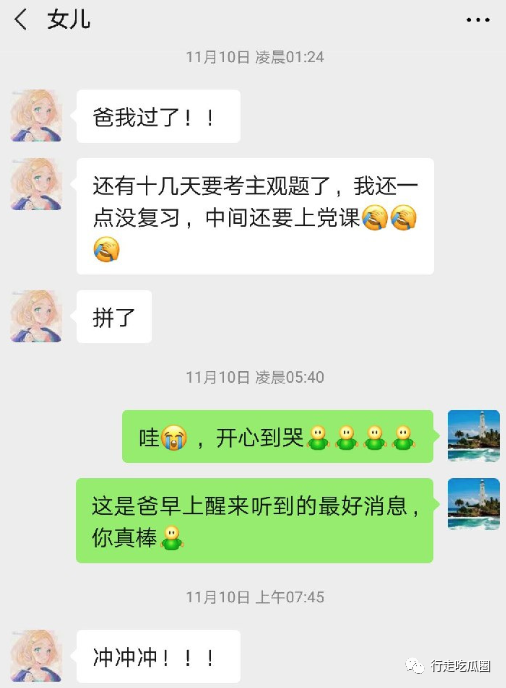 女儿
11月10日 凌晨01:24
爸我过了！！
还有十几天要考主观题了，我还一
点没复习，中间还要上党课
拼了
11月10日 凌晨05:40
哇，开心到哭
这是爸早上醒来听到的最好消息，
你真棒
11月10日 上午07:45
冲冲冲！！！
行走吃瓜圈